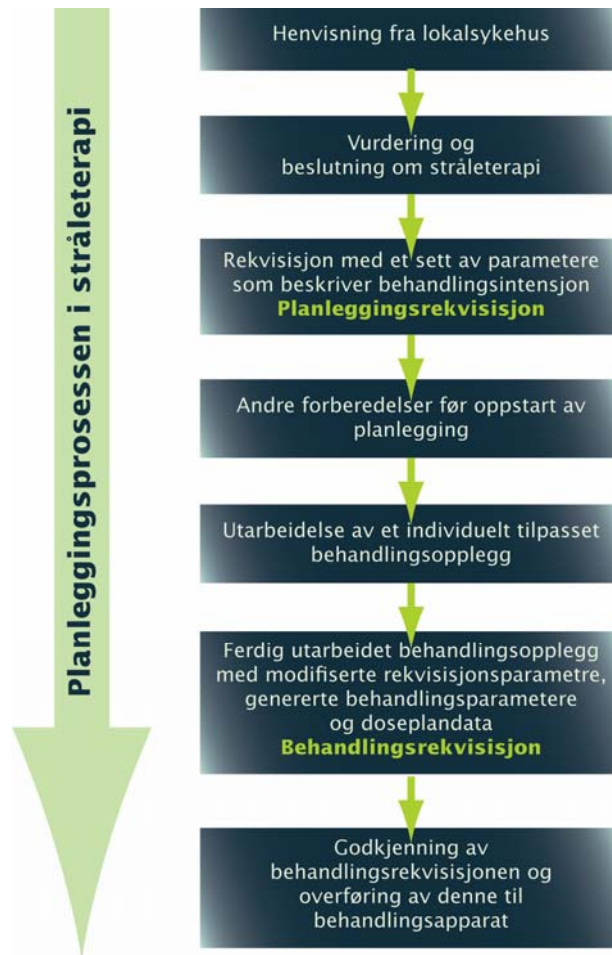 Planleggingsprosessen i stråleterapi
Henvisning fra lokalsykehus
Vurdering og
beslutning om stråleterapi
Rekvisisjon med et sett av parametere
som beskriver behandlingsintensjon
Planleggingsrekvisisjon
Andre forberedelser før oppstart av
planlegging
Utarbeidelse av et individuelt tilpasset
behandlingsopplegg
Ferdig utarbeidet behandlingsopplegg
med modifiserte rekvisisjonsparametre,
genererte behandlingsparametere
og doseplandata
Behandlingsrekvisisjon
Godkjenning av
behandlingsrekvisisjonen og
overføring av denne til
behandlingsapparat